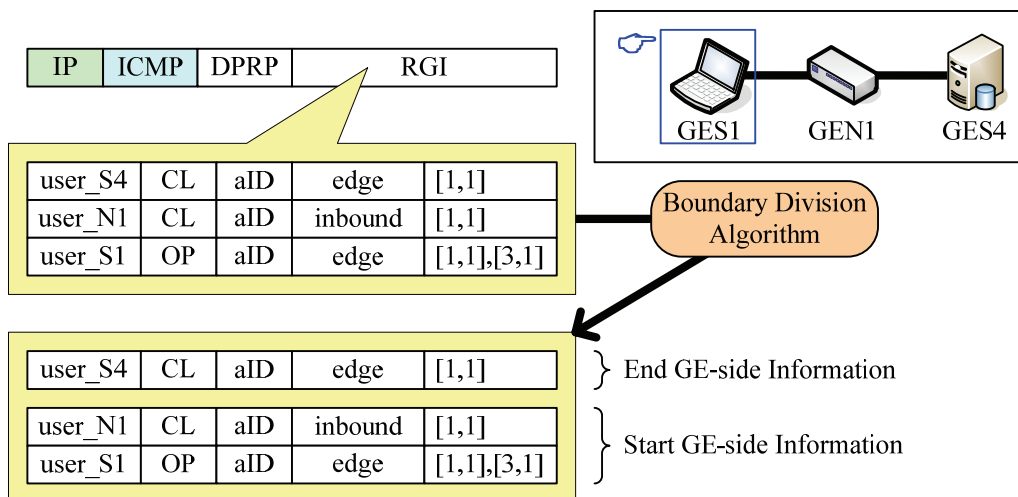 IP ICMP DPRP RGI
GES1 GEN1 GES4
user_S4 CL aID edge [1,1]
user_N1 CL aID inbound [1,1]
user_S1 OP aID edge [1,1],[3,1]
Boundary Division
Algorithm
user_S4 CL aID edge [1,1]
End GE-side Information
user_N1 CL aID inbound [1,1]
user_S1 OP aID edge [1,1],[3,1]
Start GE-side Information